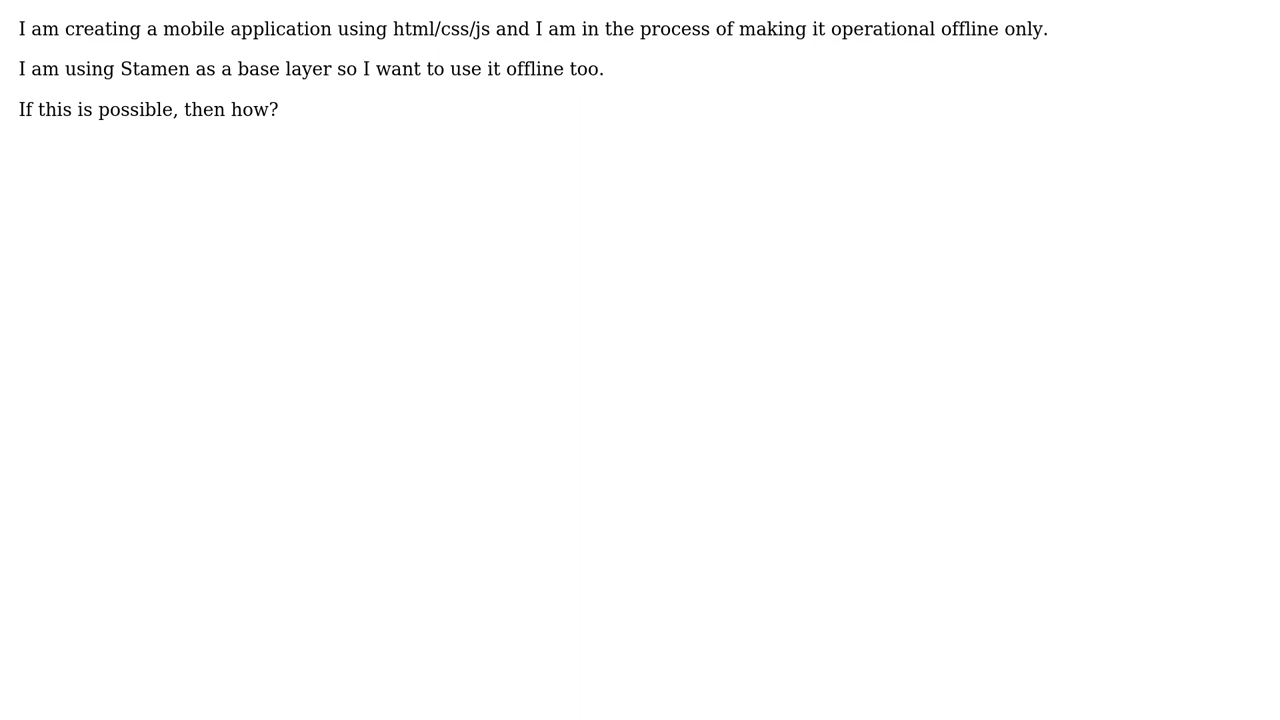 I am creating a mobile application using html/css/js and I am in the process of making it operational offline only.
I am using Stamen as a base layer so I want to use it offline too.
If this is possible, then how?